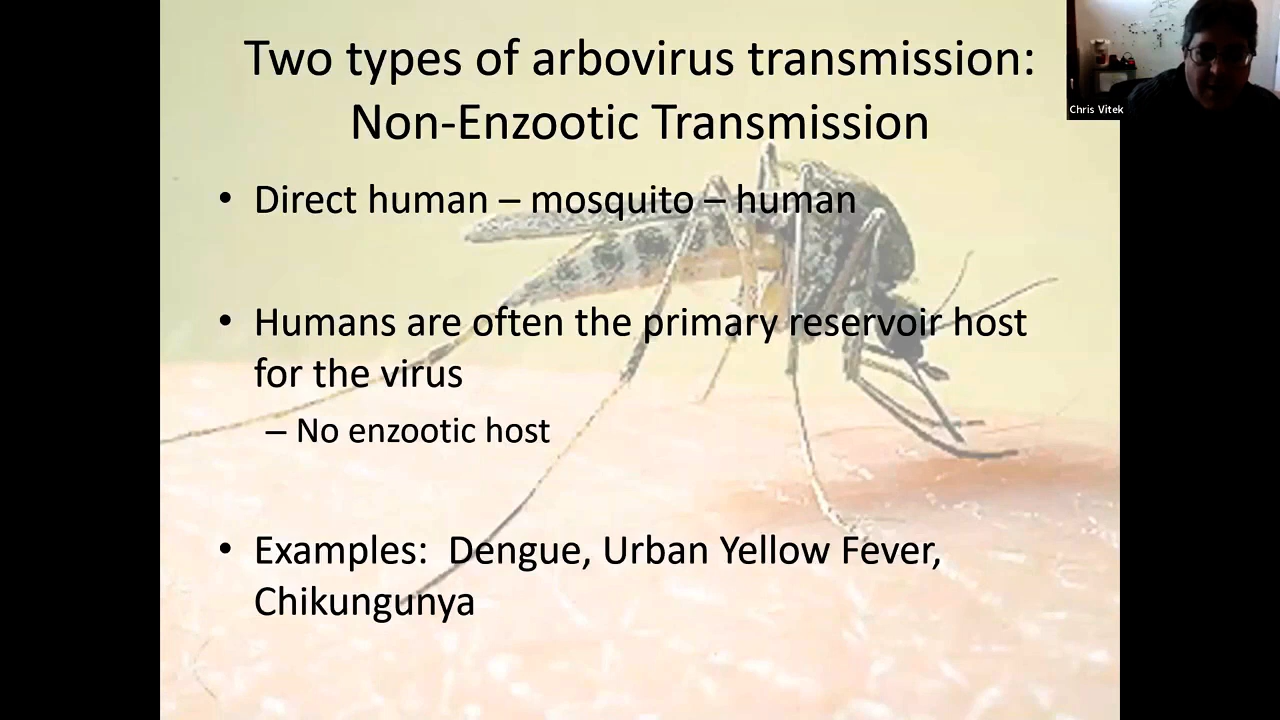 Two types of arbovirus transmission:
Non-Enzootic Transmission
Chris Vitek
• Direct human – mosquito – human
• Humans are often the primary reservoir host
for the virus
– No enzootic host
• Examples:  Dengue, Urban Yellow Fever,
Chikungunya